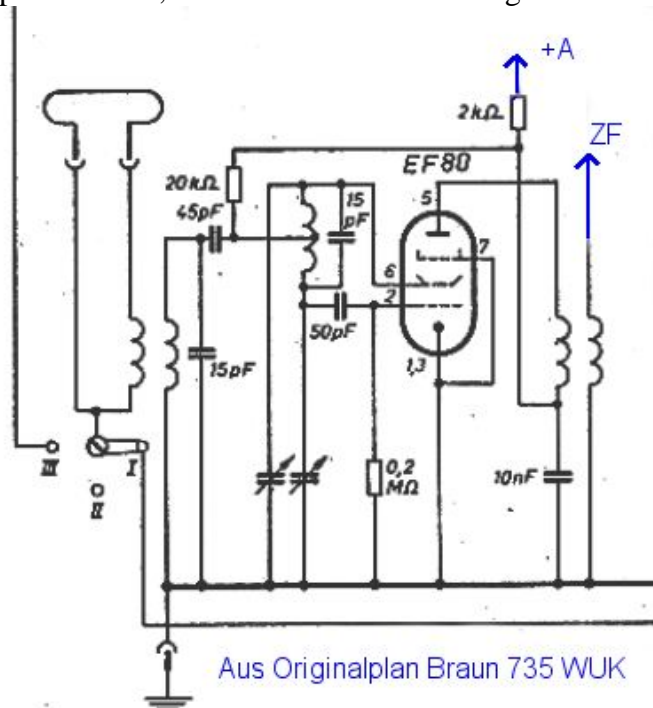 +A
2kΩ
ZF
EF80
20kΩ
45pF
15
pF
5
7
6
2
50pF
1,3
15pF
III
I
II
0,2
MΩ
10nF
Aus Originalplan Braun 735 WUK